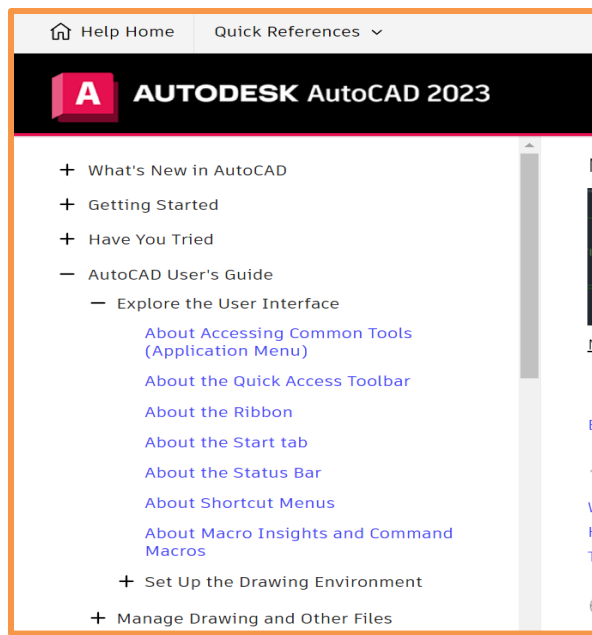 Help Home
Quick References
A
AUTODESK AutoCAD 2023
What's New in AutoCAD
Getting Started
Have You Tried
AutoCAD User's Guide
Explore the User Interface
About Accessing Common Tools
(Application Menu)
About the Quick Access Toolbar
About the Ribbon
About the Start tab
About the Status Bar
About Shortcut Menus
About Macro Insights and Command
Macros
Set Up the Drawing Environment
Manage Drawing and Other Files